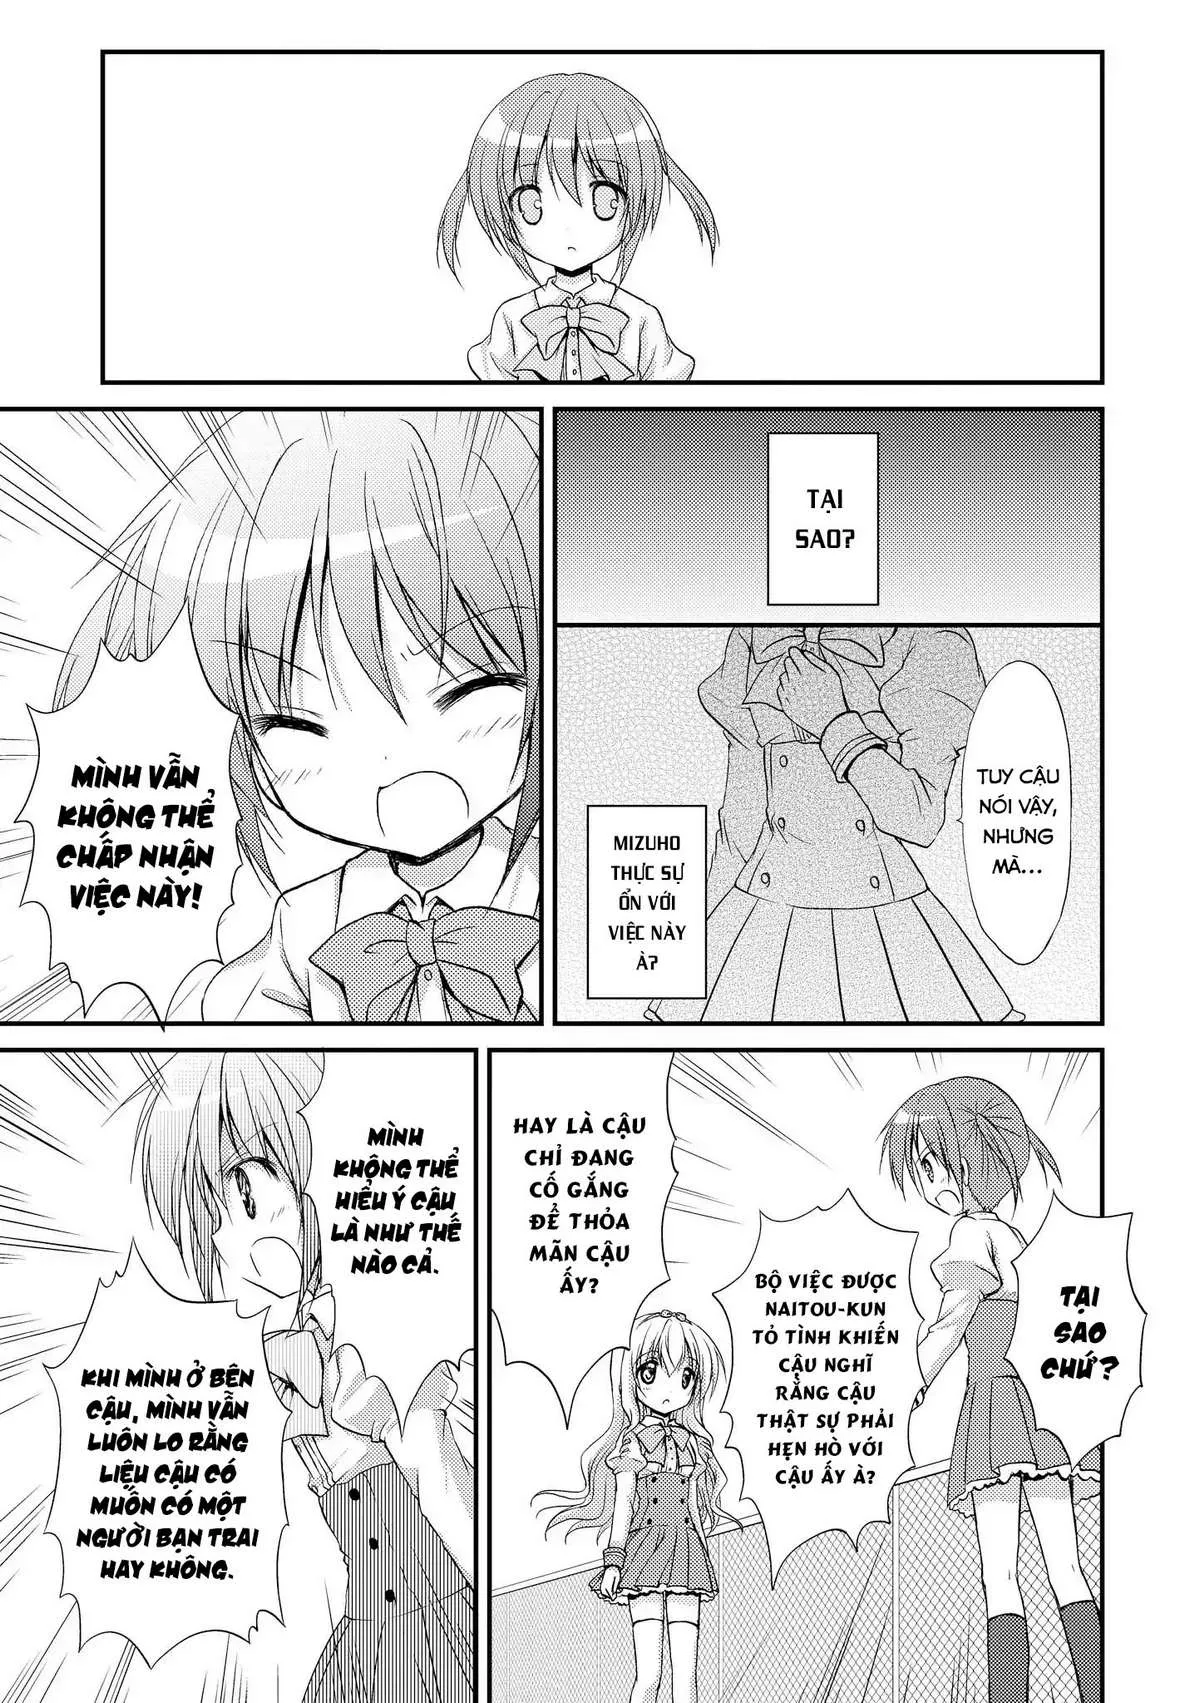 TẠI
SAO?
TUY CẬU
NÓI VẬY,
NHƯNG
MÀ...
MIZUHO
THỰC SỰ
ỔN VỚI
VIỆC NÀY
À?
MÌNH VẪN
KHÔNG THỂ
CHẤP NHẬN
VIỆC NÀY!
TẠI
SAO
CHỨ?
BỘ VIỆC ĐƯỢC
NAITOU-KUN
TỎ TÌNH KHIẾN
CẬU NGHĨ
RẰNG CẬU
THẬT SỰ PHẢI
HẸN HÒ VỚI
CẬU ẤY À?
HAY LÀ CẬU
CHỈ ĐANG
CỐ GẮNG
ĐỂ THỎA
MÃN CẬU
ẤY?
MÌNH
KHÔNG THỂ
HIỂU Ý CẬU
LÀ NHƯ THẾ
NÀO CẢ.
KHI MÌNH Ở BÊN
CẬU, MÌNH VẪN
LUÔN LO RẰNG
LIỆU CẬU CÓ
MUỐN CÓ MỘT
NGƯỜI BẠN TRAI
HAY KHÔNG.